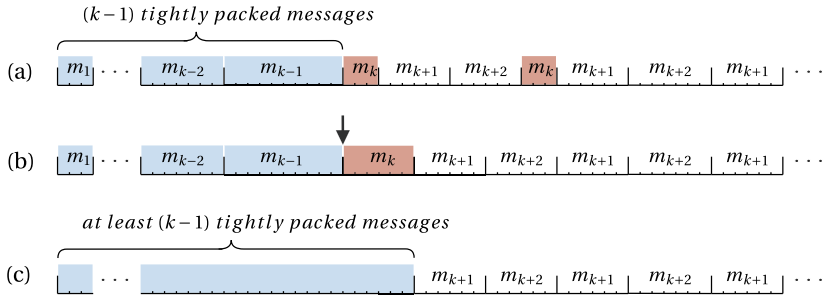 (k−1) tightly packed messages
(a) m₁ · · · mₖ₋₂ mₖ₋₁ mₖ mₖ₊₁ mₖ₊₂ mₖ mₖ₊₁ mₖ₊₂ mₖ₊₁ · · ·
(b) m₁ · · · mₖ₋₂ mₖ₋₁ mₖ mₖ₊₁ mₖ₊₂ mₖ₊₁ mₖ₊₂ mₖ₊₁ · · ·
at least (k−1) tightly packed messages
(c) · · · mₖ₊₁ mₖ₊₂ mₖ₊₁ mₖ₊₂ mₖ₊₁ · · ·